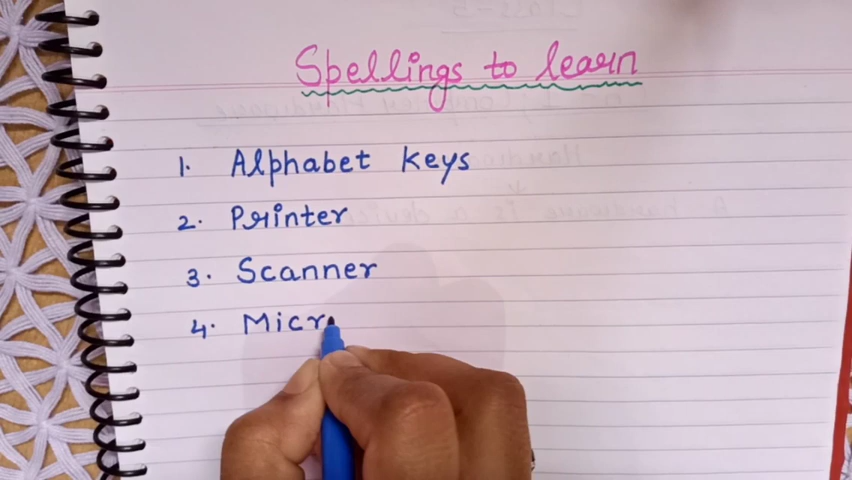 Spellings to learn
1. Alphabet keys
2. Printer
3. Scanner
4. Micr